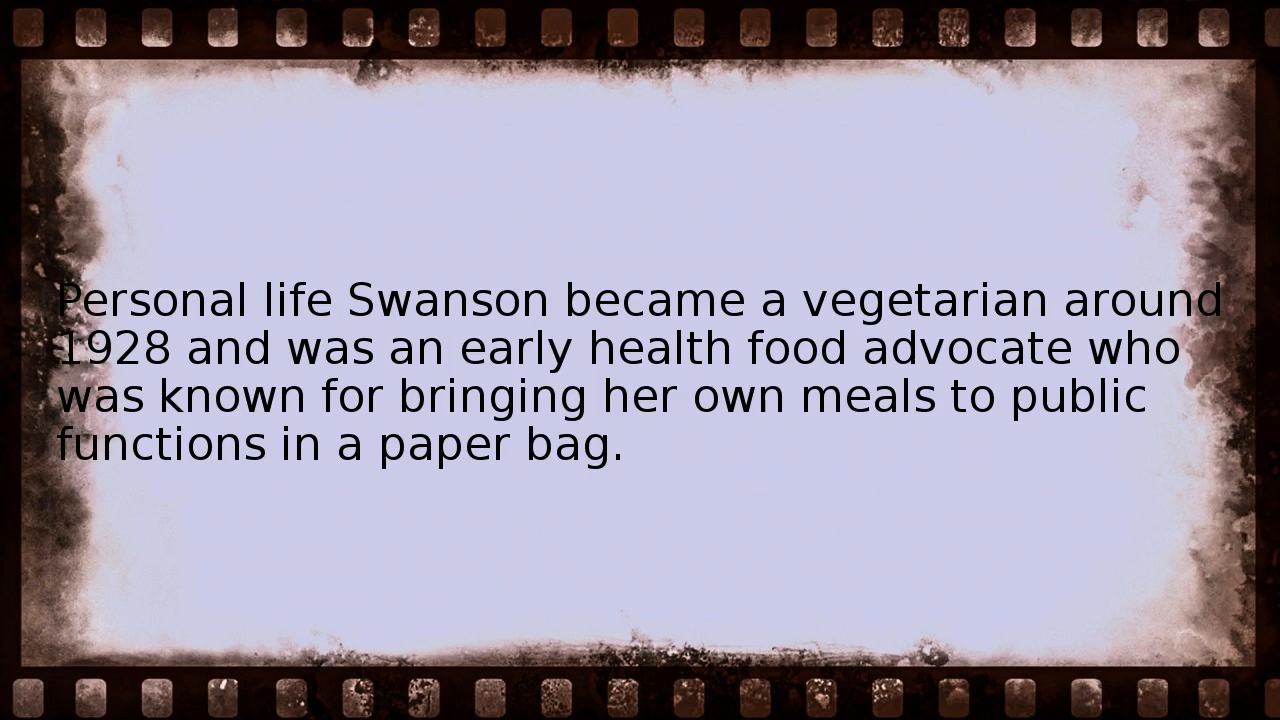 Personal life Swanson became a vegetarian around
1928 and was an early health food advocate who
was known for bringing her own meals to public
functions in a paper bag.